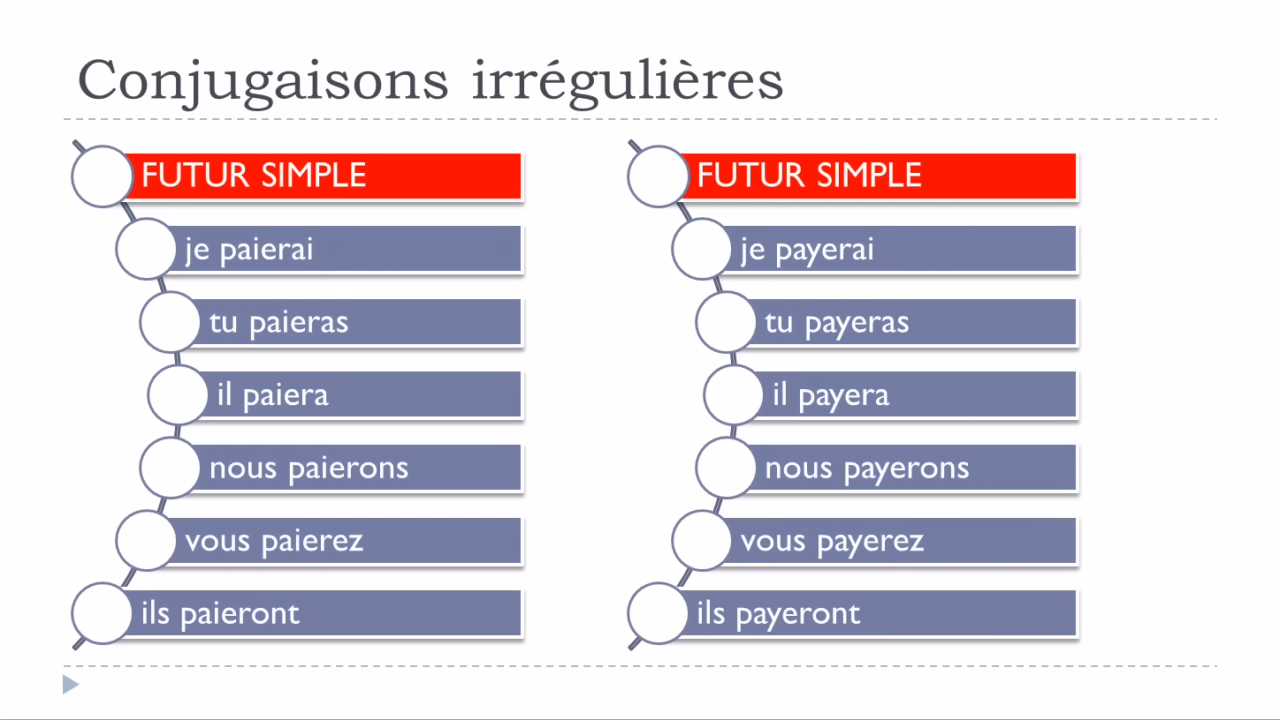 Conjugaisons irrégulières
FUTUR SIMPLE
je paierai
tu paieras
il paiera
nous paierons
vous paierez
ils paieront
FUTUR SIMPLE
je payerai
tu payeras
il payera
nous payerons
vous payerez
ils payeront